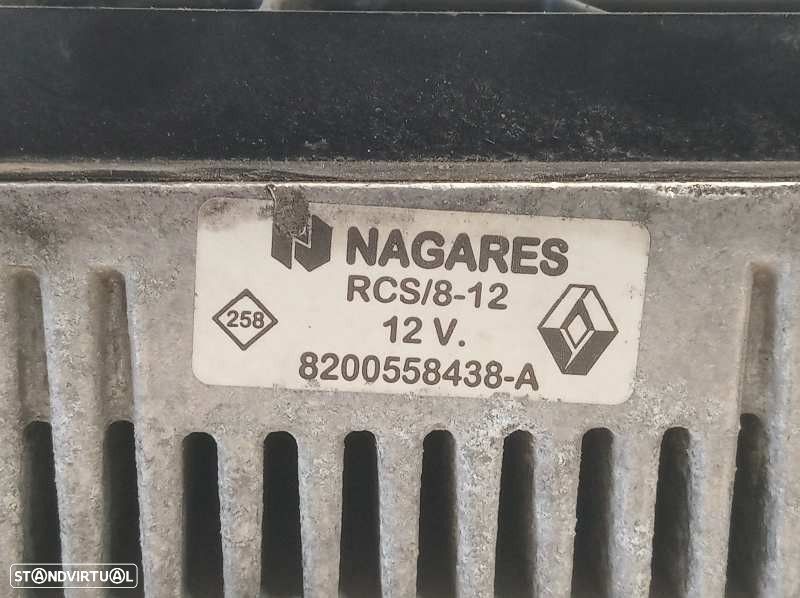 NAGARES
RCS/8-12
258
12 V.
8200558438-A
STANDVIRTUAL